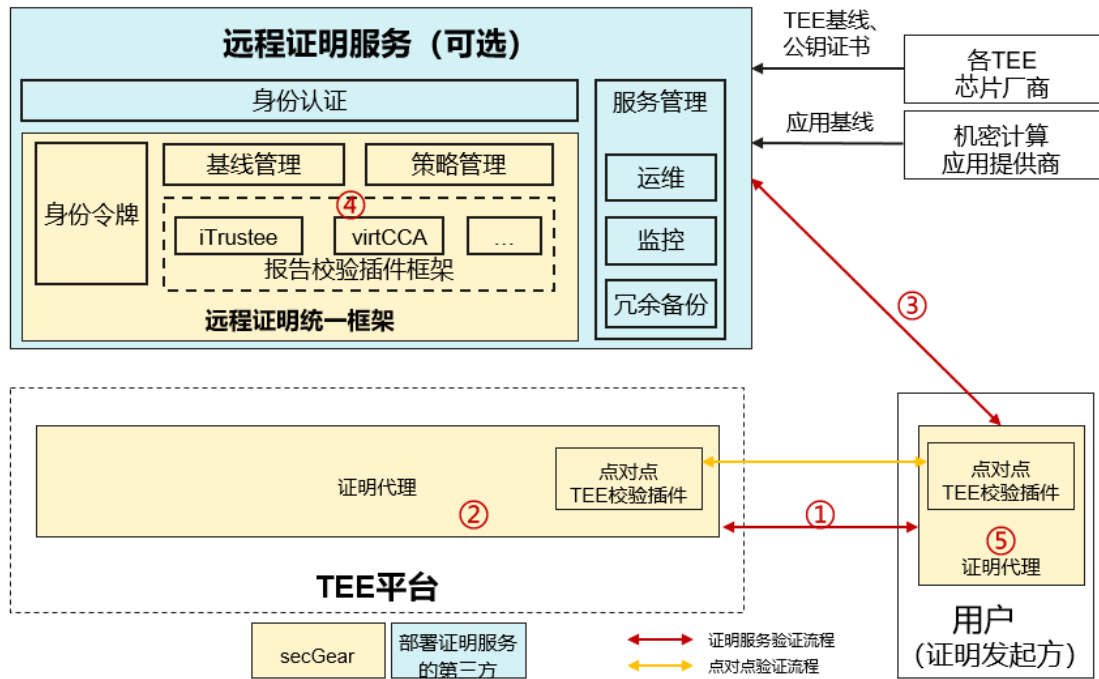 远程证明服务（可选）
身份认证
身份令牌
基线管理
策略管理
④
iTrustee
virtCCA
...
报告校验插件框架
远程证明统一框架
服务管理
运维
监控
冗余备份
TEE基线、
公钥证书
各TEE
芯片厂商
应用基线
机密计算
应用提供商
③
证明代理
②
点对点
TEE校验插件
TEE平台
①
点对点
TEE校验插件
⑤
证明代理
用户
（证明发起方）
secGear
部署证明服务
的第三方
证明服务验证流程
点对点验证流程